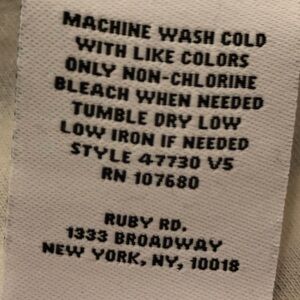 MACHINE WASH COLD
WITH LIKE COLORS
ONLY NON-CHLORINE
BLEACH WHEN NEEDED
TUMBLE DRY LOW
LOW IRON IF NEEDED
STYLE 47730 V5
RN 107680
RUBY RD.
1333 BROADWAY
NEW YORK, NY, 10018